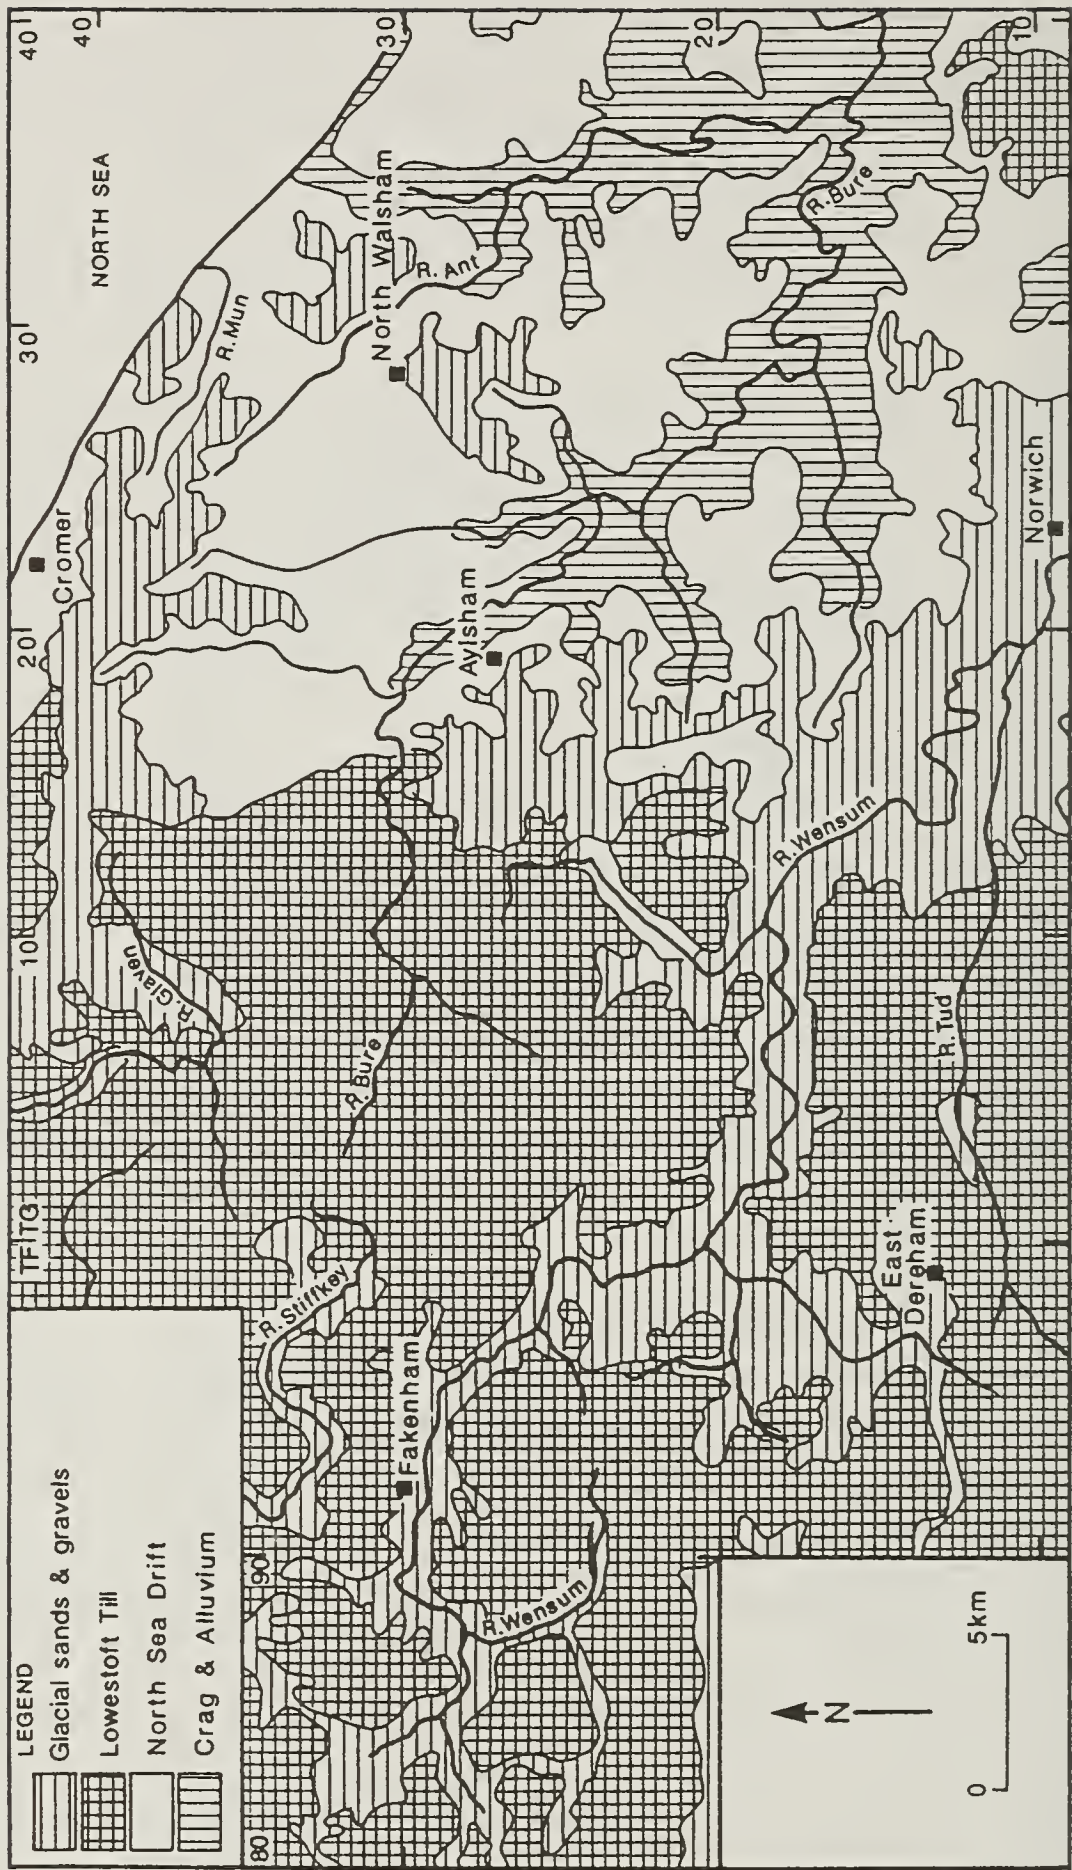 LEGEND
Glacial sands & gravels
Lowestoft Till
North Sea Drift
Crag & Alluvium
80
90
TF
TG
10
20
30
40
40
30
20
10
NORTH SEA
Cromer
R. Mun
North Walsham
R. Ant
R. Bure
Aylsham
Norwich
R. Glaven
R. Bure
R. Wensum
R. Tud
East
Dereham
R. Stiffkey
Fakenham
R. Wensum
N
0
5km